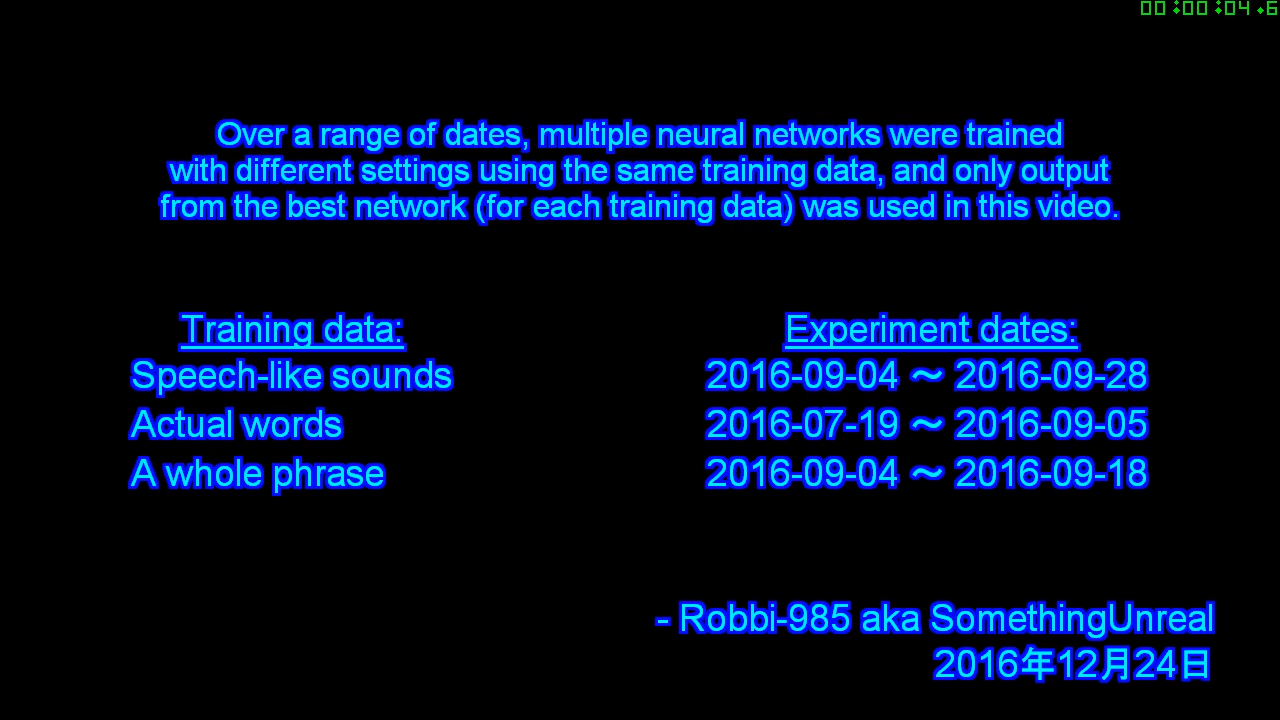 00:00:04.6
Over a range of dates, multiple neural networks were trained
with different settings using the same training data, and only output
from the best network (for each training data) was used in this video.
Training data: Experiment dates:
Speech-like sounds 2016-09-04 ～ 2016-09-28
Actual words 2016-07-19 ～ 2016-09-05
A whole phrase 2016-09-04 ～ 2016-09-18
- Robbi-985 aka SomethingUnreal
2016年12月24日